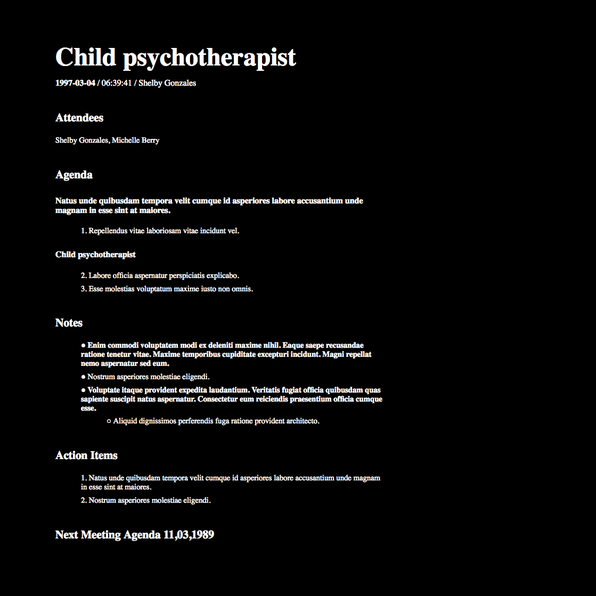 Child psychotherapist
1997-03-04 / 06:39:41 / Shelby Gonzales
Attendees
Shelby Gonzales, Michelle Berry
Agenda
Natus unde quibusdam tempora velit cumque id asperiores labore accusantium unde
magnam in esse sint at maiores.
1. Repellendus vitae laboriosam vitae incidunt vel.
Child psychotherapist
2. Labore officia aspernatur perspiciatis explicabo.
3. Esse molestias voluptatum maxime iusto non omnis.
Notes
● Enim commodi voluptatem modi ex deleniti maxime nihil. Eaque saepe recusandae
ratione tenetur vitae. Maxime temporibus cupiditate excepturi incidunt. Magni repellat
nemo aspernatur sed eum.
● Nostrum asperiores molestiae eligendi.
● Voluptate itaque provident expedita laudantium. Veritatis fugiat officia quibusdam quas
sapiente suscipit natus aspernatur. Consectetur eum reiciendis praesentium officia cumque
esse.
○ Aliquid dignissimos perferendis fuga ratione provident architecto.
Action Items
1. Natus unde quibusdam tempora velit cumque id asperiores labore accusantium unde magnam
in esse sint at maiores.
2. Nostrum asperiores molestiae eligendi.
Next Meeting Agenda 11,03,1989